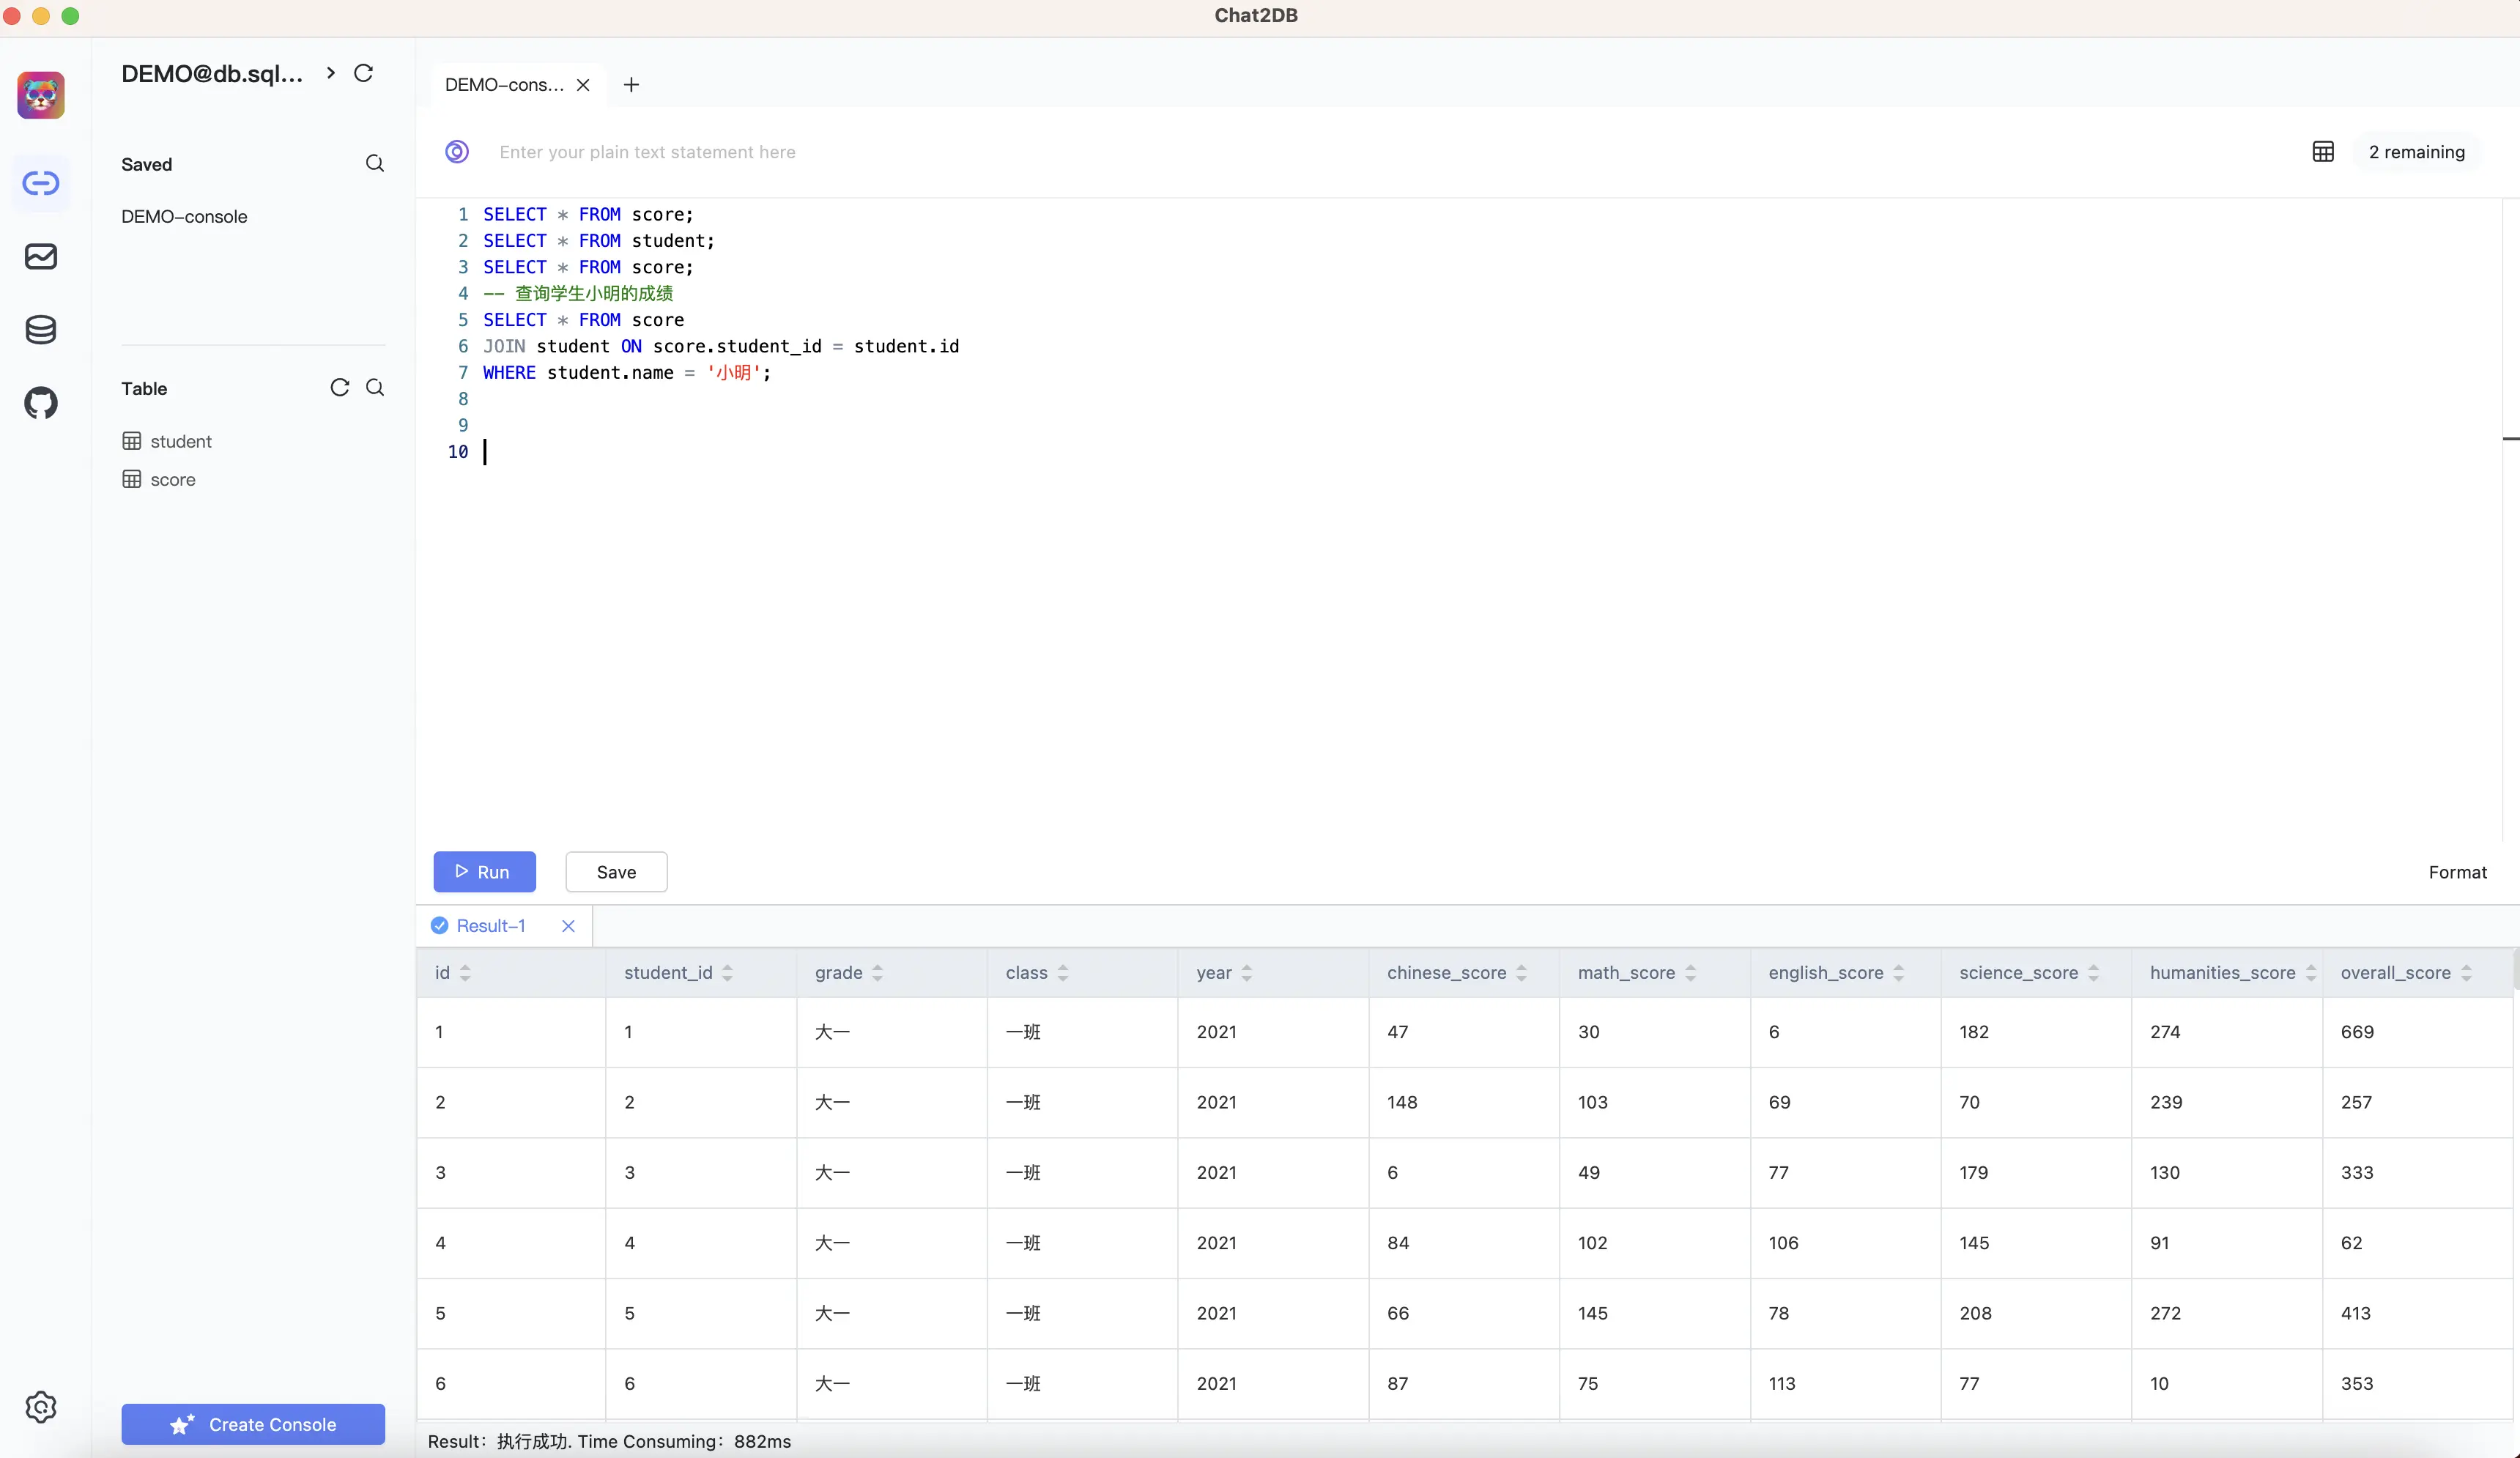 Chat2DB
DEMO@db.sql...
Saved
DEMO-console
Table
student
score
Create Console
DEMO-cons...
Enter your plain text statement here
2 remaining
1 SELECT * FROM score;
2 SELECT * FROM student;
3 SELECT * FROM score;
4 -- 查询学生小明的成绩
5 SELECT * FROM score
6 JOIN student ON score.student_id = student.id
7 WHERE student.name = '小明';
8
9
10
Run Save Format
Result-1
id student_id grade class year chinese_score math_score english_score science_score humanities_score overall_score
1 1 大一 一班 2021 47 30 6 182 274 669
2 2 大一 一班 2021 148 103 69 70 239 257
3 3 大一 一班 2021 6 49 77 179 130 333
4 4 大一 一班 2021 84 102 106 145 91 62
5 5 大一 一班 2021 66 145 78 208 272 413
6 6 大一 一班 2021 87 75 113 77 10 353
Result：执行成功. Time Consuming：882ms